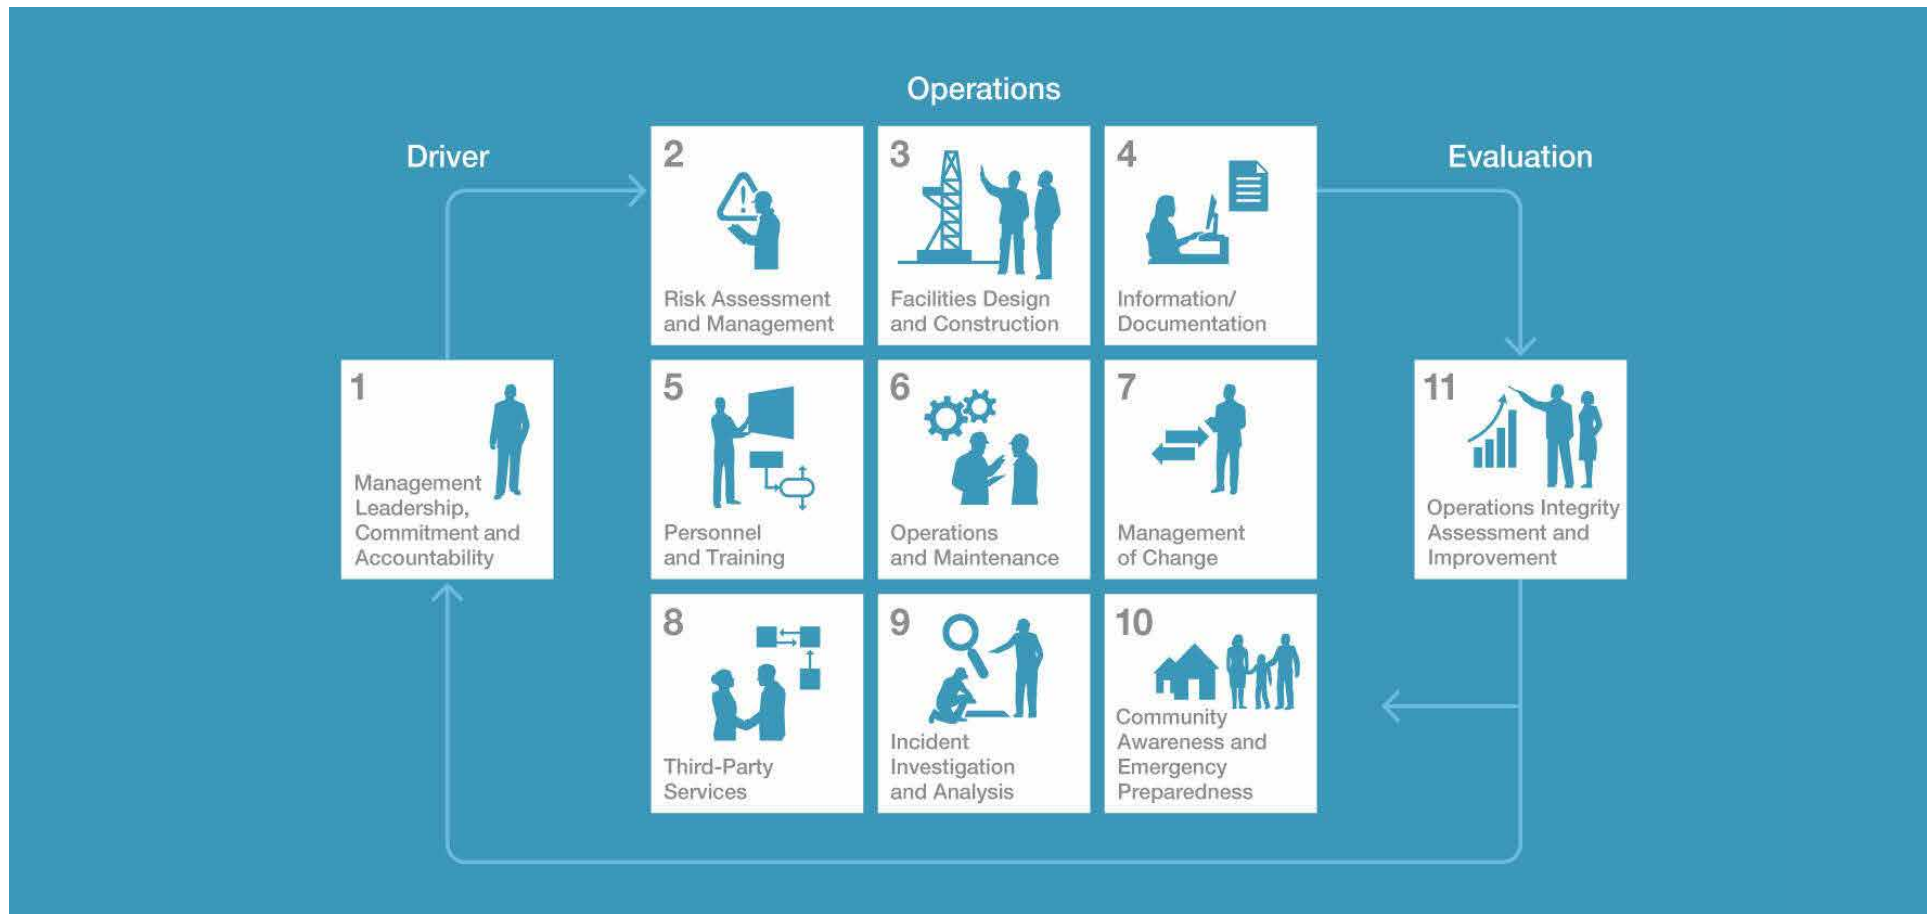 Operations
Driver
Evaluation
2
Risk Assessment
and Management
3
Facilities Design
and Construction
4
Information/
Documentation
1
Management
Leadership,
Commitment and
Accountability
5
Personnel
and Training
6
Operations
and Maintenance
7
Management
of Change
11
Operations Integrity
Assessment and
Improvement
8
Third-Party
Services
9
Incident
Investigation
and Analysis
10
Community
Awareness and
Emergency
Preparedness